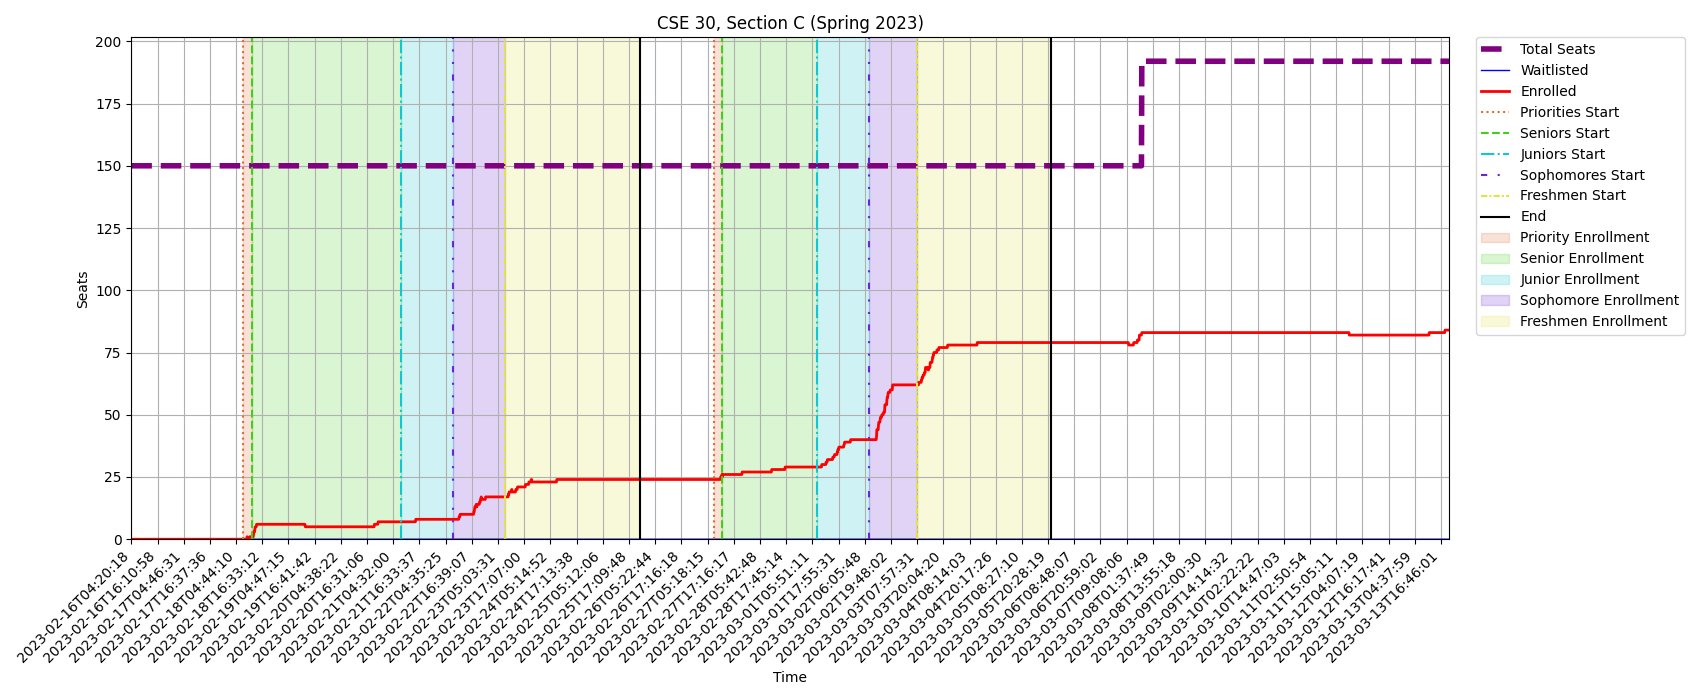 CSE 30, Section C (Spring 2023)
200
175
150
125
100
75
50
25
0
Seats
2023-02-16T04:20:18
2023-02-16T16:10:58
2023-02-17T04:46:31
2023-02-17T17:37:36
2023-02-18T04:44:10
2023-02-18T16:33:12
2023-02-19T04:47:15
2023-02-19T16:41:42
2023-02-20T04:38:22
2023-02-20T16:31:06
2023-02-21T04:32:00
2023-02-21T16:33:37
2023-02-22T04:35:25
2023-02-22T16:39:07
2023-02-23T05:03:31
2023-02-23T17:07:00
2023-02-24T05:14:52
2023-02-24T17:13:38
2023-02-25T05:12:06
2023-02-25T17:09:48
2023-02-26T05:22:44
2023-02-26T17:16:18
2023-02-27T05:18:15
2023-02-27T17:16:17
2023-02-28T05:42:48
2023-02-28T17:45:14
2023-03-01T05:51:11
2023-03-01T17:55:31
2023-03-02T06:05:48
2023-03-02T19:48:02
2023-03-03T07:57:31
2023-03-03T20:04:20
2023-03-04T08:14:03
2023-03-04T20:17:26
2023-03-05T08:27:10
2023-03-05T20:28:19
2023-03-06T08:48:07
2023-03-06T20:59:02
2023-03-07T09:08:06
2023-03-08T01:37:49
2023-03-08T13:55:18
2023-03-09T02:00:30
2023-03-09T14:14:32
2023-03-10T02:22:22
2023-03-10T14:47:03
2023-03-11T02:50:54
2023-03-11T15:05:11
2023-03-12T04:07:19
2023-03-12T16:17:41
2023-03-13T04:37:59
2023-03-13T16:46:01
Time
Total Seats
Waitlisted
Enrolled
Priorities Start
Seniors Start
Juniors Start
Sophomores Start
Freshmen Start
End
Priority Enrollment
Senior Enrollment
Junior Enrollment
Sophomore Enrollment
Freshmen Enrollment